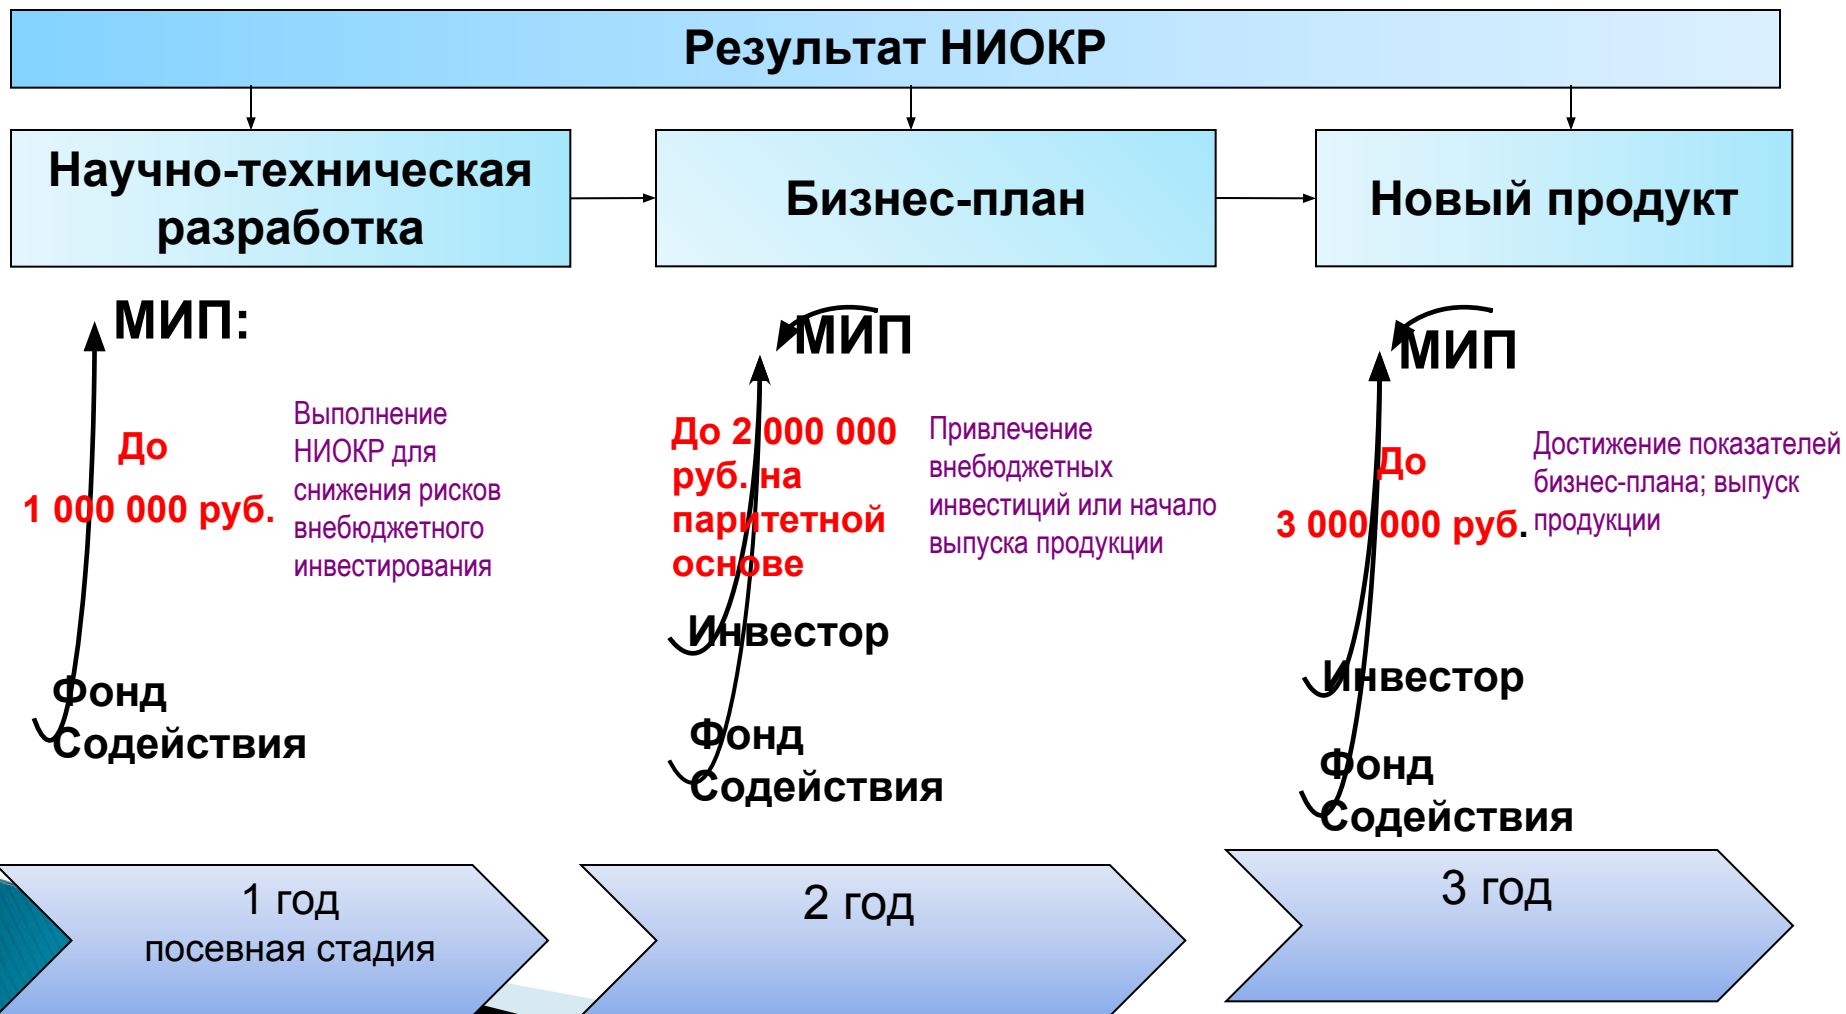 Результат НИОКР
Научно-техническая
разработка
Бизнес-план
Новый продукт
МИП:
До
1 000 000 руб.
Выполнение
НИОКР для
снижения рисков
внебюджетного
инвестирования
Фонд
Содействия
МИП
До 2 000 000
руб. на
паритетной
основе
Привлечение
внебюджетных
инвестиций или начало
выпуска продукции
Инвестор
Фонд
Содействия
МИП
До
3 000 000 руб.
Достижение показателей
бизнес-плана; выпуск
продукции
Инвестор
Фонд
Содействия
1 год
посевная стадия
2 год
3 год